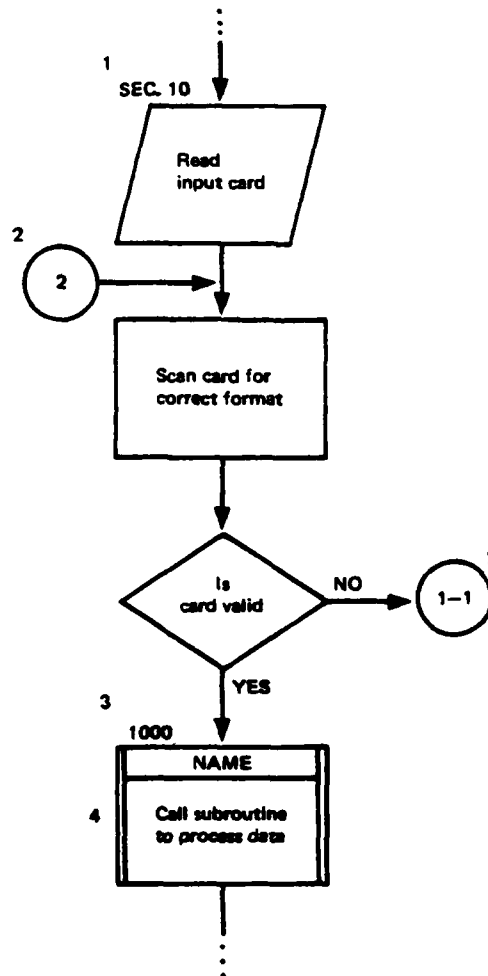 1
SEC. 10
Read
input card
2
2
Scan card for
correct format
Is
card valid
NO
1—1
YES
3
1000
NAME
4
Call subroutine
to process data